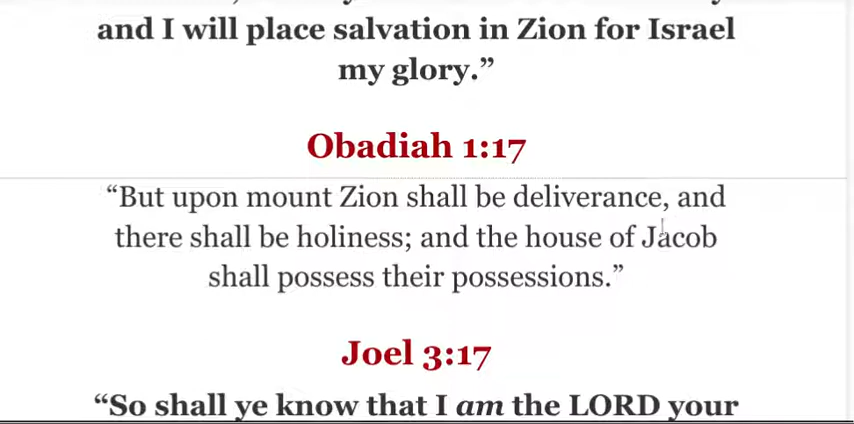 and I will place salvation in Zion for Israel
my glory.”
Obadiah 1:17
“But upon mount Zion shall be deliverance, and
there shall be holiness; and the house of Jacob
shall possess their possessions.”
Joel 3:17
“So shall ye know that I am the LORD your